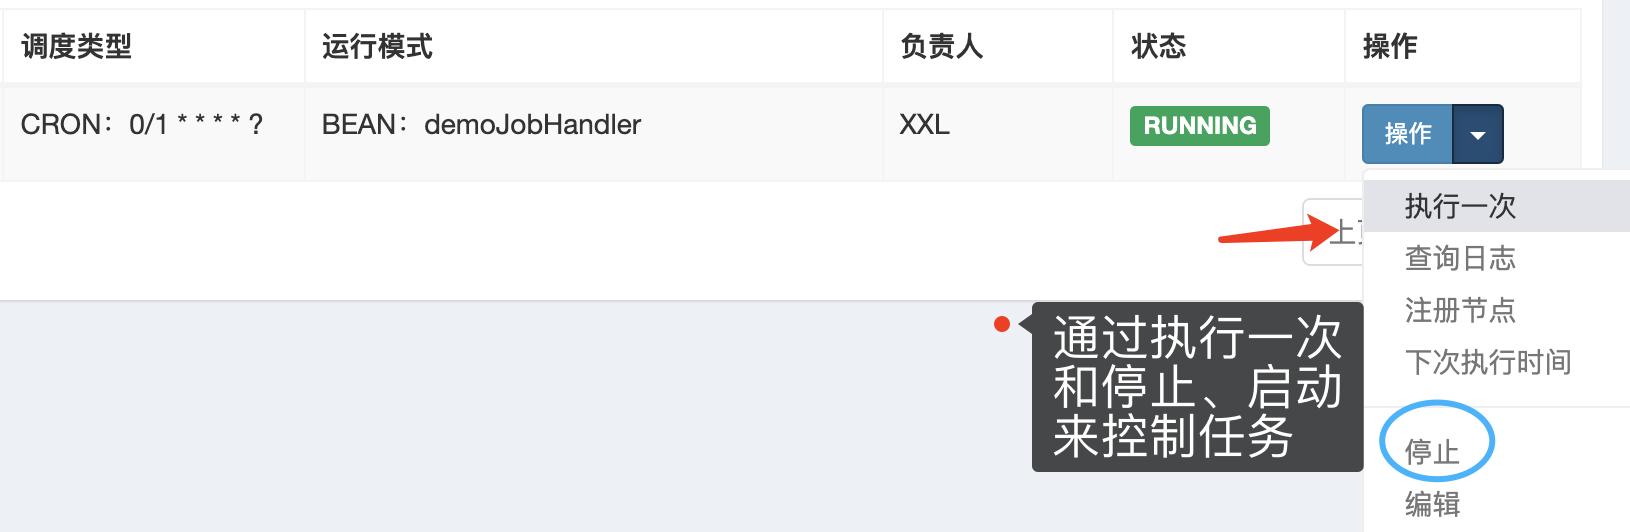 调度类型 运行模式 负责人 状态 操作
CRON：0/1 * * * * ? BEAN：demoJobHandler XXL RUNNING 操作
执行一次
上
查询日志
注册节点
下次执行时间
通过执行一次
和停止、启动
来控制任务
停止
编辑